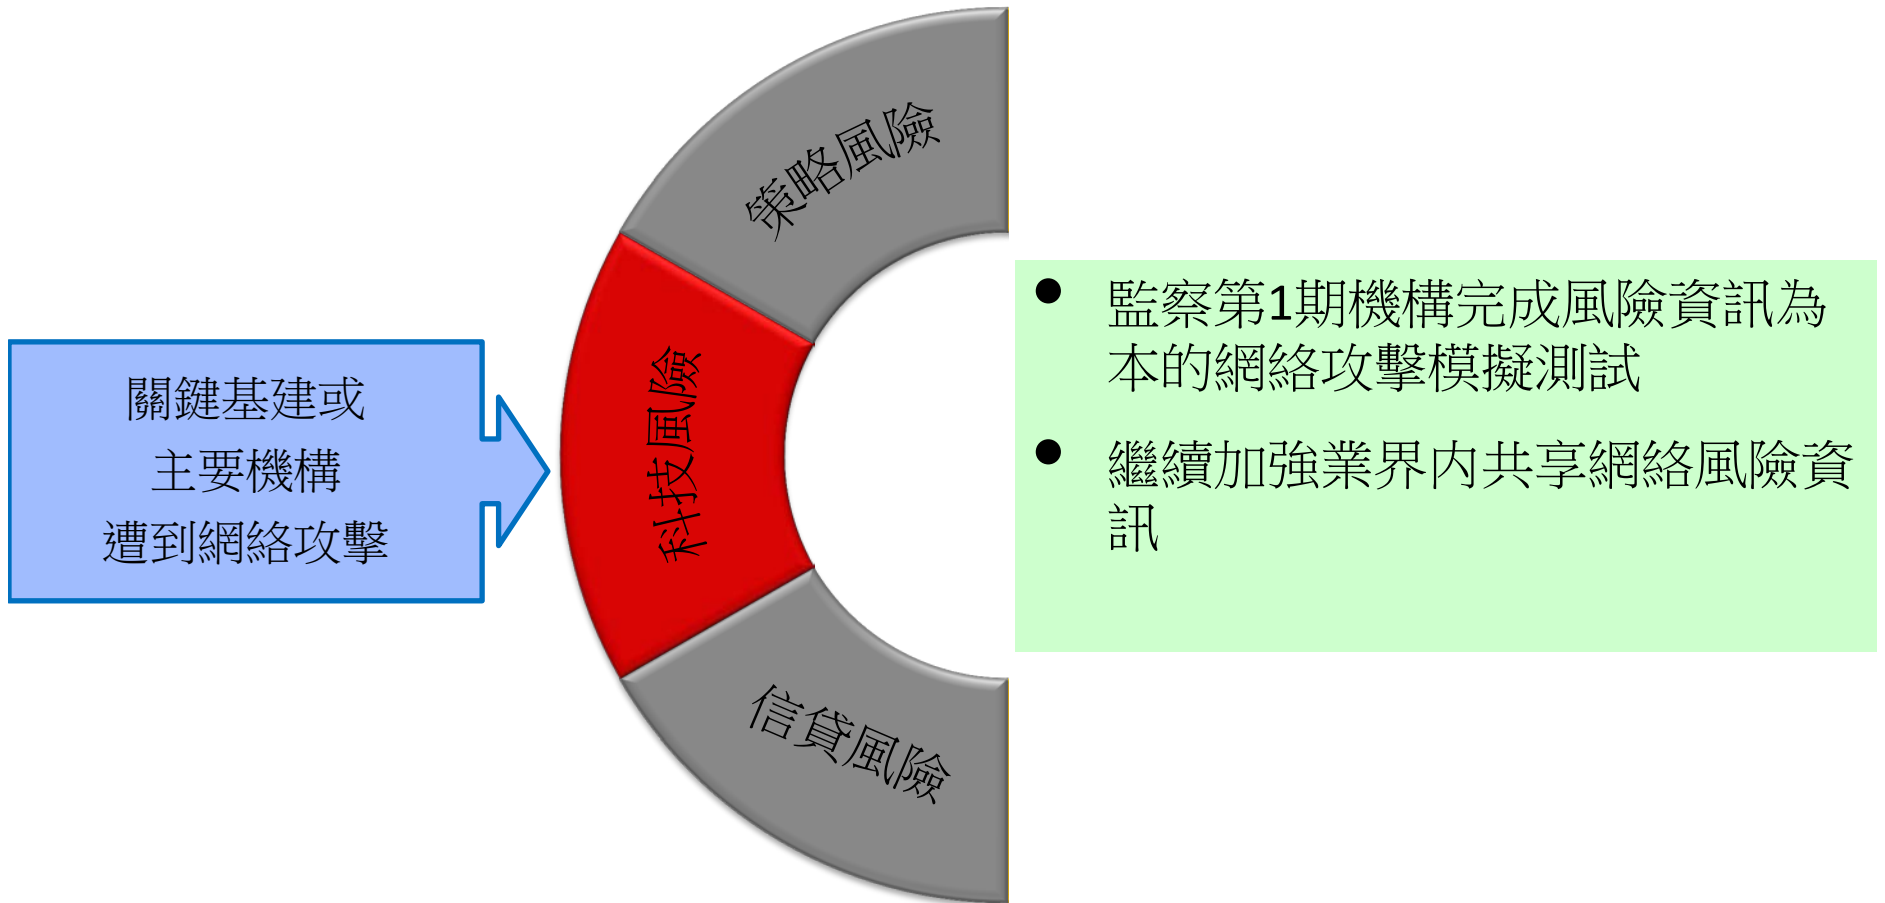 策略風險
科技風險
信貸風險
關鍵基建或
主要機構
遭到網絡攻擊
● 監察第1期機構完成風險資訊為
本的網絡攻擊模擬測試
● 繼續加強業界内共享網絡風險資
訊